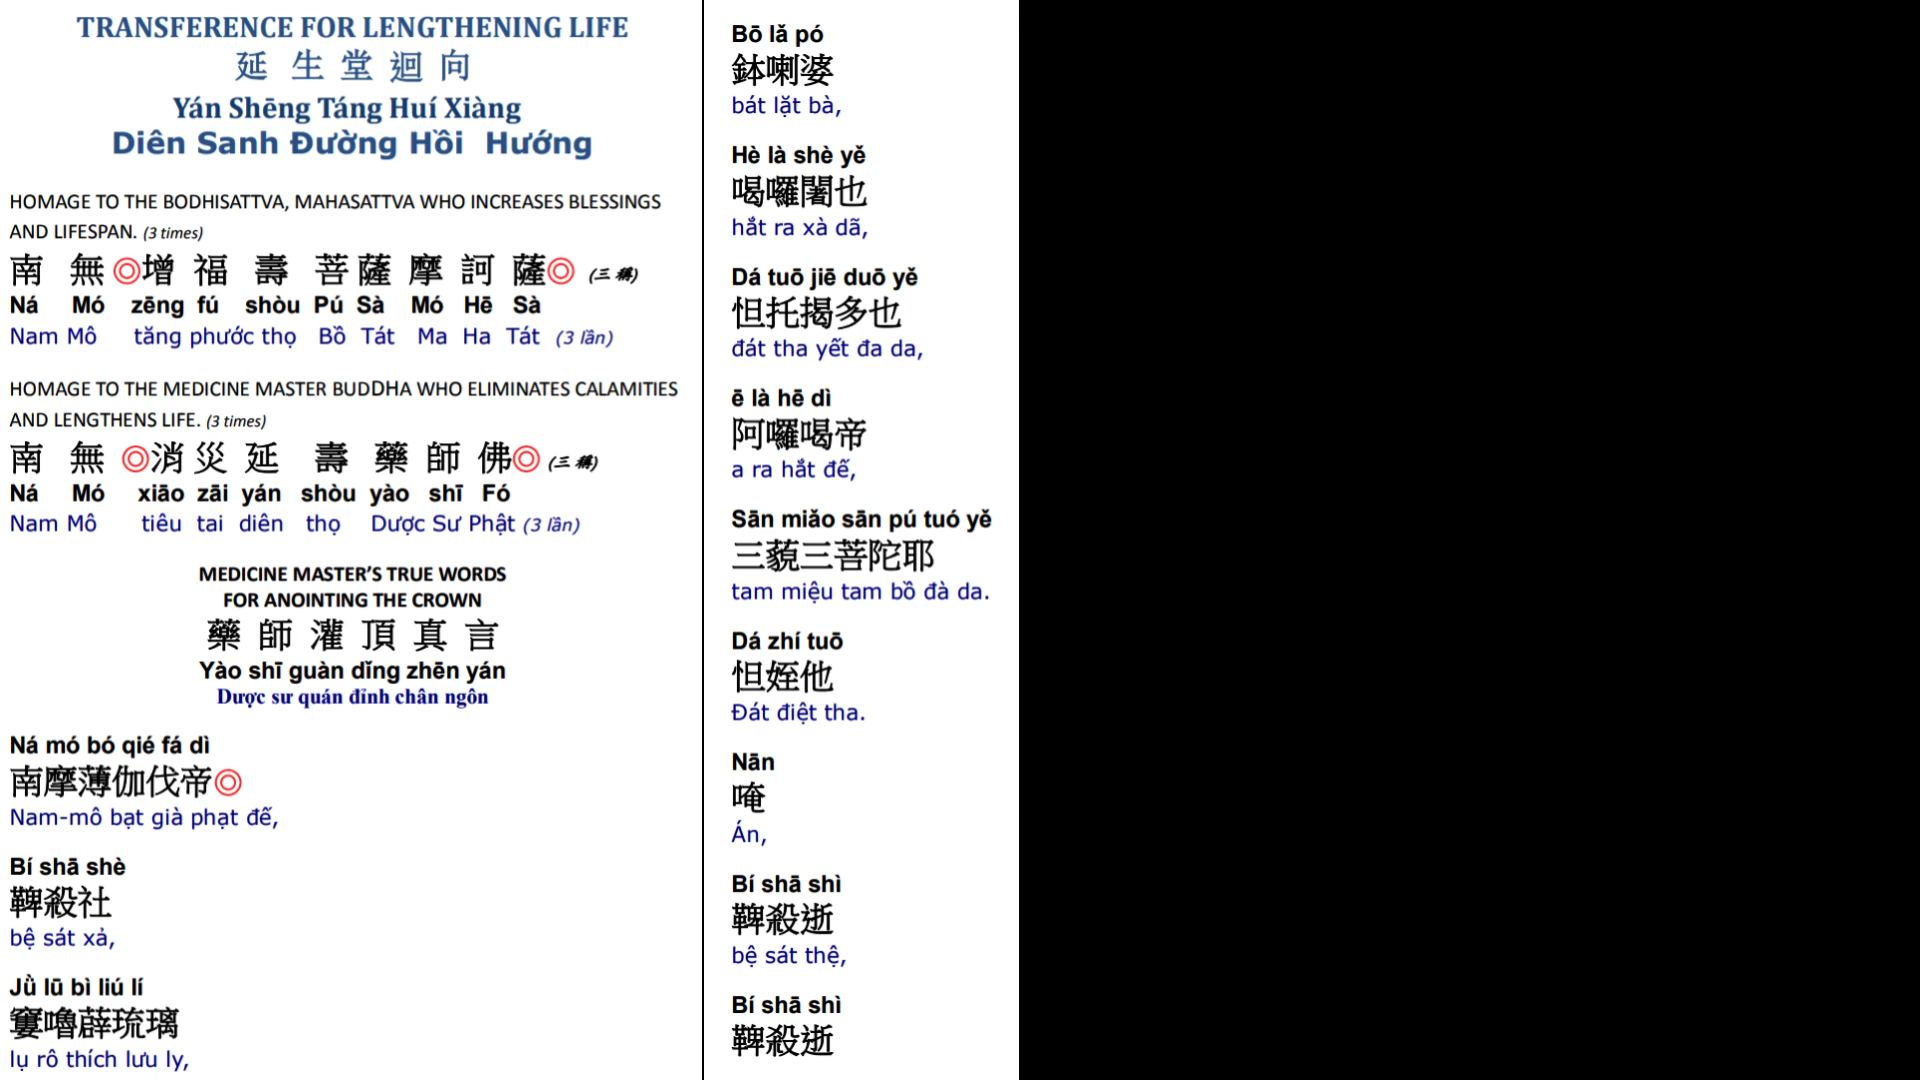 TRANSFERENCE FOR LENGTHENING LIFE
延 生 堂 迴 向
Yán Shēng Táng Huí Xiàng
Diên Sanh Đường Hồi Hướng
HOMAGE TO THE BODHISATTVA, MAHASATTVA WHO INCREASES BLESSINGS
AND LIFESPAN. (3 times)
南 無 ◎增 福 壽 菩 薩 摩 訶 薩◎ (三 稱)
Ná Mó zēng fú shòu Pú Sà Mó Hē Sà
Nam Mô tăng phước thọ Bồ Tát Ma Ha Tát (3 lần)
HOMAGE TO THE MEDICINE MASTER BUDDHA WHO ELIMINATES CALAMITIES
AND LENGTHENS LIFE. (3 times)
南 無 ◎消 災 延 壽 藥 師 佛◎ (三 稱)
Ná Mó xiāo zāi yán shòu yào shī Fó
Nam Mô tiêu tai diên thọ Dược Sư Phật (3 lần)
MEDICINE MASTER’S TRUE WORDS
FOR ANOINTING THE CROWN
藥 師 灌 頂 真 言
Yào shī guàn dǐng zhēn yán
Dược sư quán đỉnh chân ngôn
Ná mó bó qié fá dì
南摩薄伽伐帝◎
Nam-mô bạt già phạt đế,
Bí shā shè
鞞殺社
bệ sát xả,
Jǜ lū bì liú lí
窶嚕薜琉璃
lụ rô thích lưu ly,
Bō lǎ pó
鉢喇婆
bát lặt bà,
Hè là shè yě
喝囉闍也
hắt ra xà dã,
Dá tuō jiē duō yě
怛托揭多也
đát tha yết đa da,
ē là hē dì
阿囉喝帝
a ra hắt đế,
Sān miǎo sān pú tuó yě
三藐三菩陀耶
tam miệu tam bồ đà da.
Dá zhí tuō
怛姪他
Đát điệt tha.
Nān
唵
Án,
Bí shā shì
鞞殺逝
bệ sát thệ,
Bí shā shì
鞞殺逝